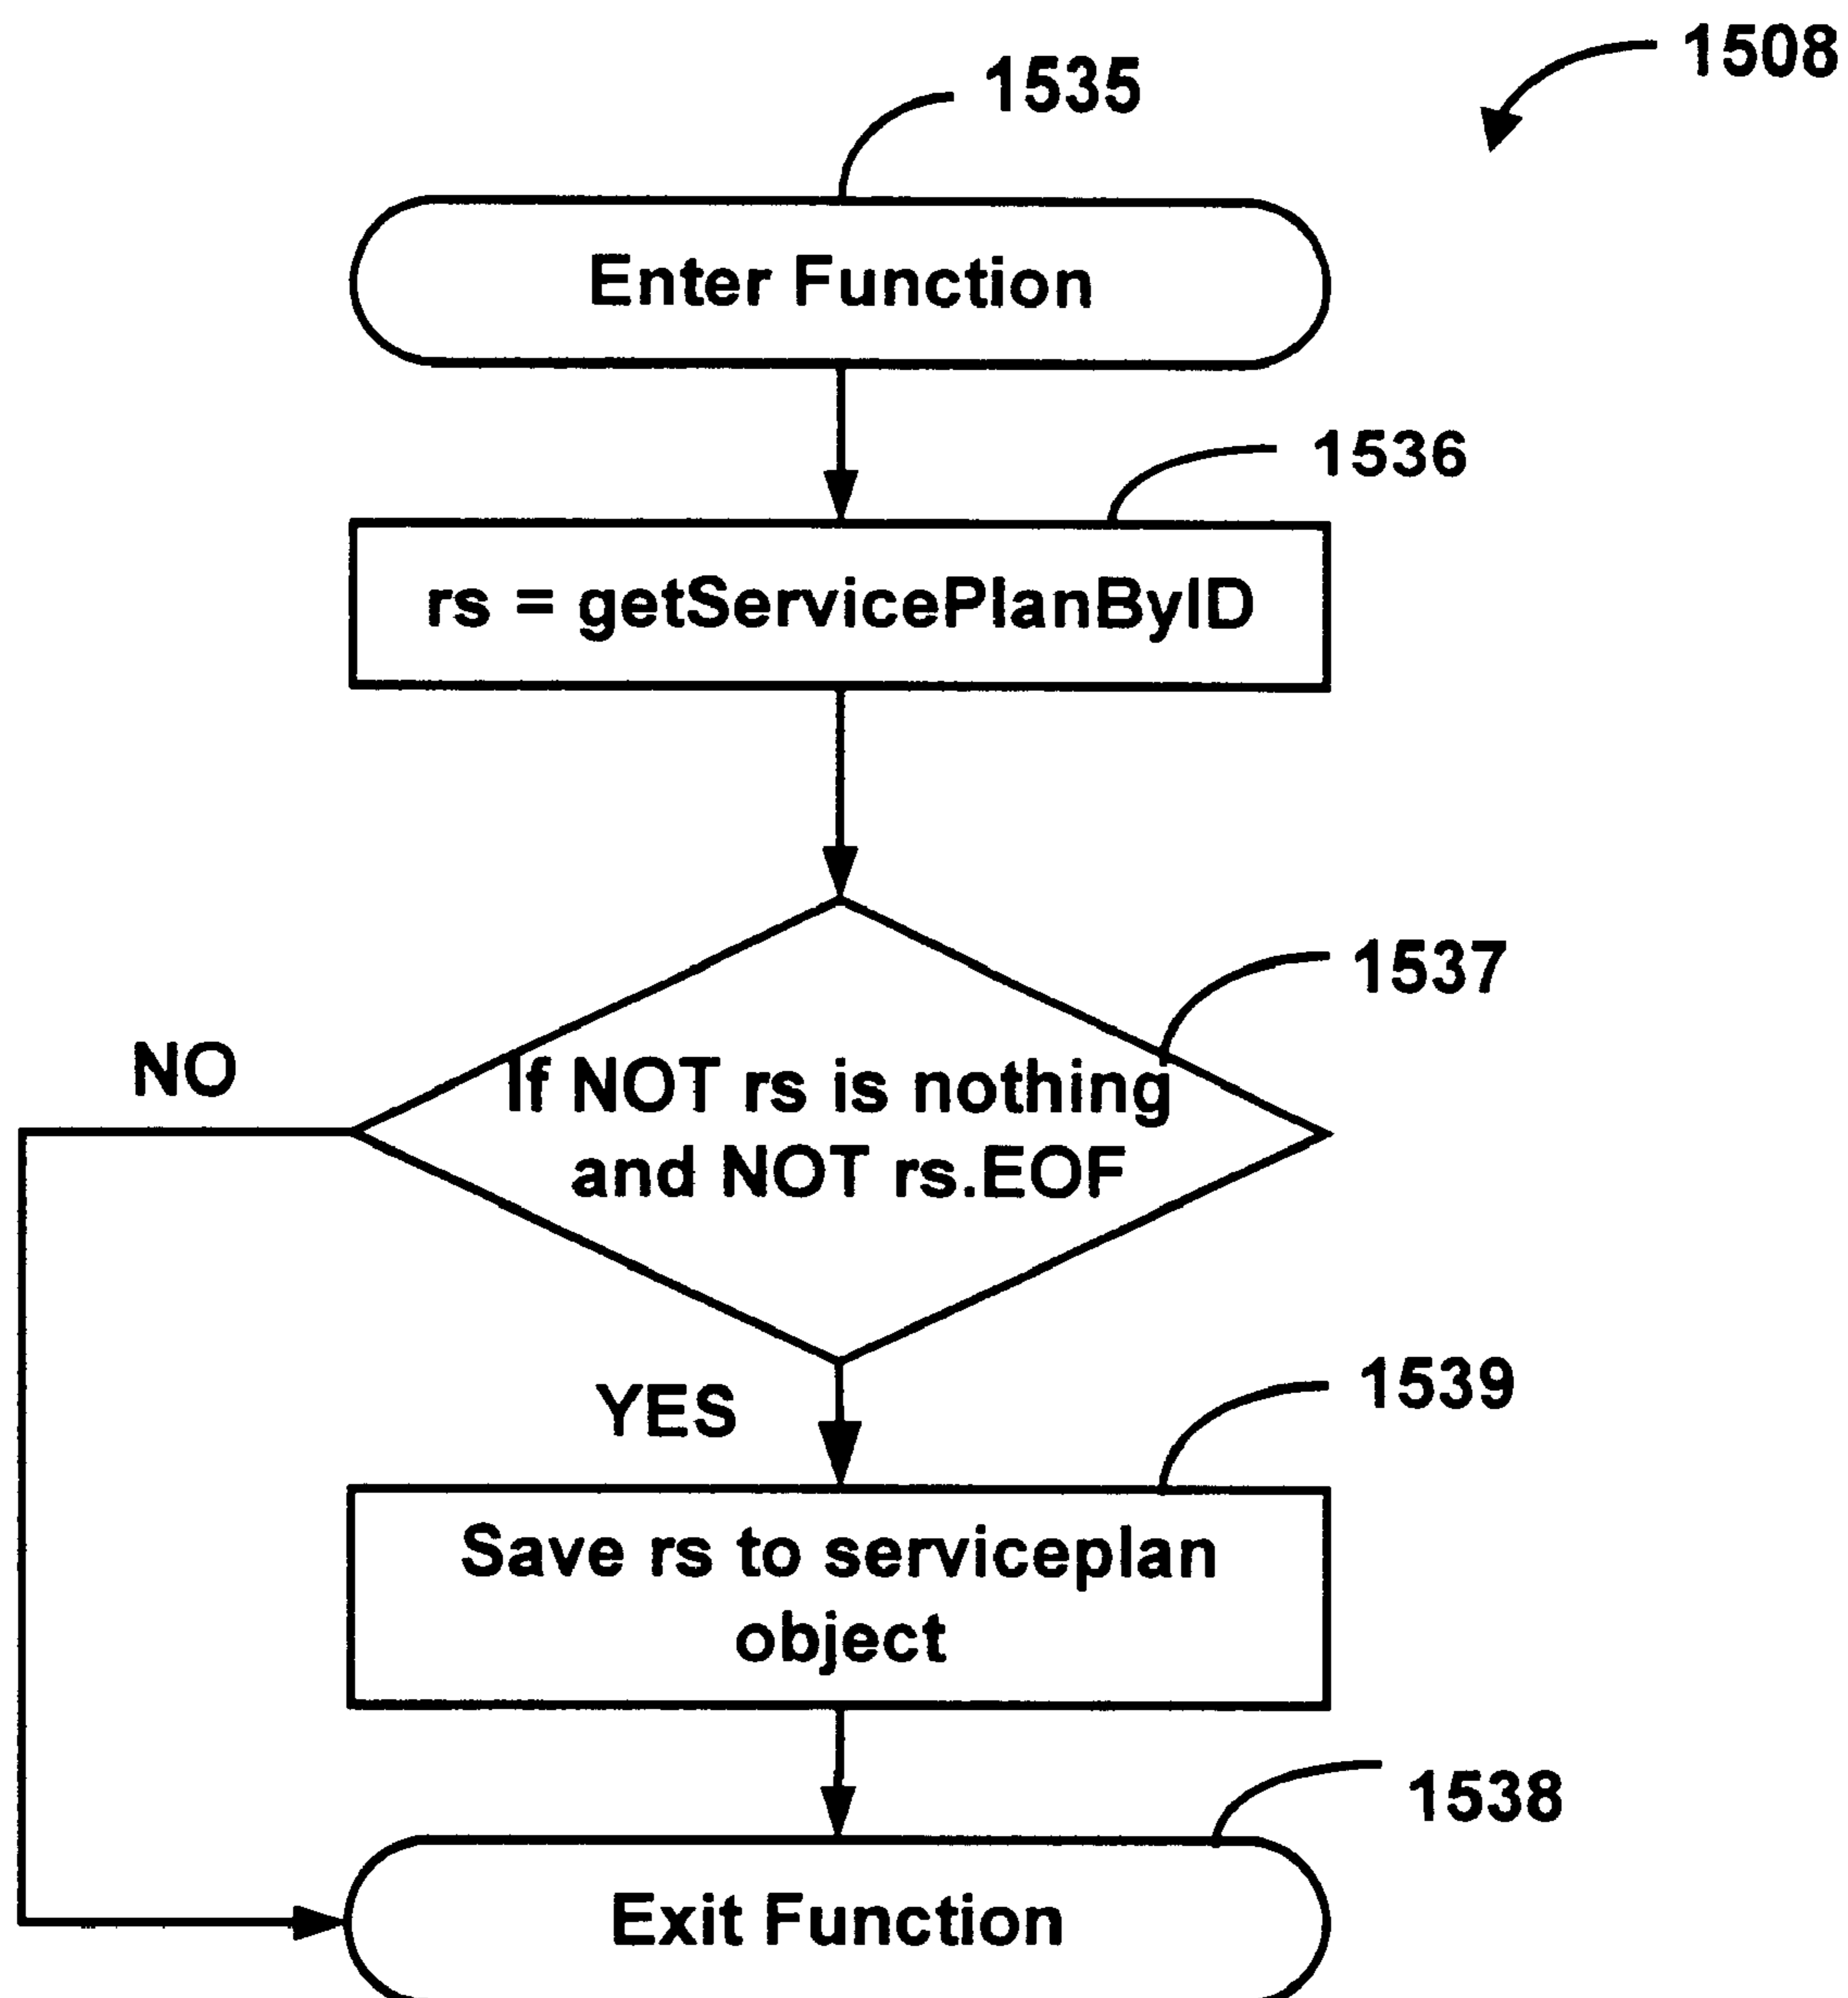 1508
1535
Enter Function
1536
rs = getServicePlanByID
1537
NO
If NOT rs is nothing
and NOT rs.EOF
YES
1539
Save rs to serviceplan
object
1538
Exit Function